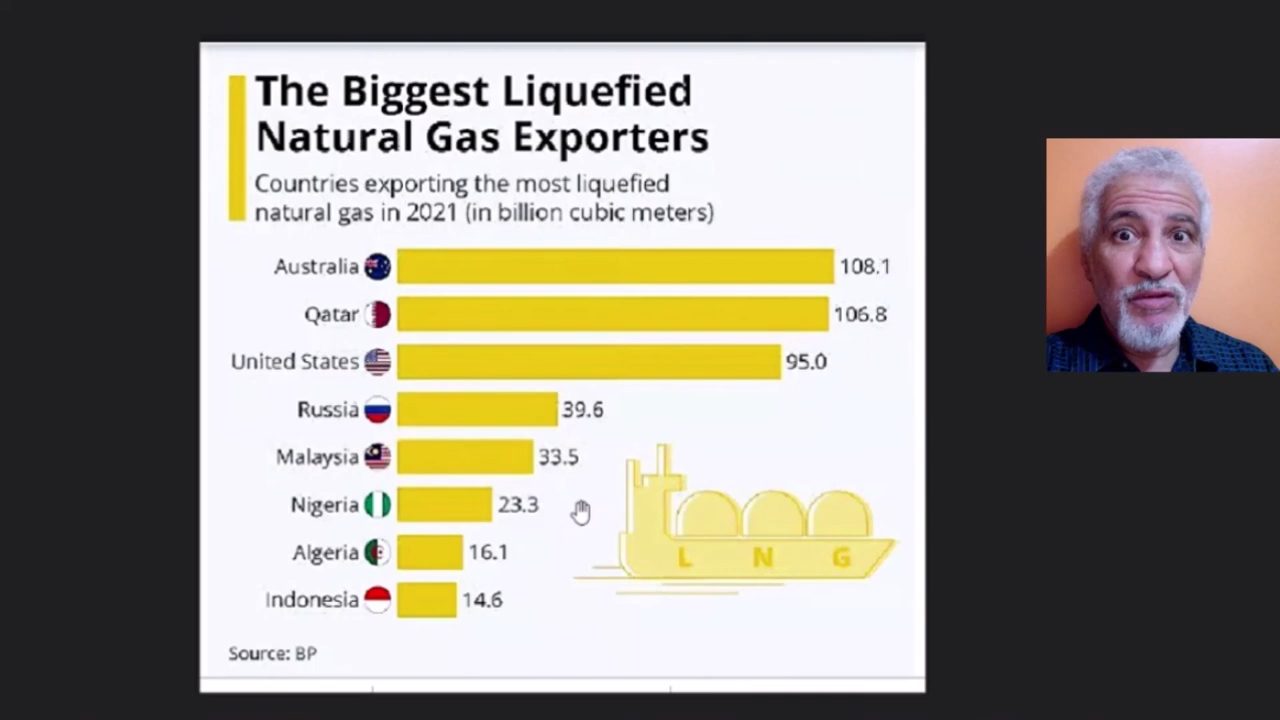 The Biggest Liquefied
Natural Gas Exporters
Countries exporting the most liquefied
natural gas in 2021 (in billion cubic meters)
Australia 108.1
Qatar 106.8
United States 95.0
Russia 39.6
Malaysia 33.5
Nigeria 23.3
Algeria 16.1
Indonesia 14.6
L N G
Source: BP